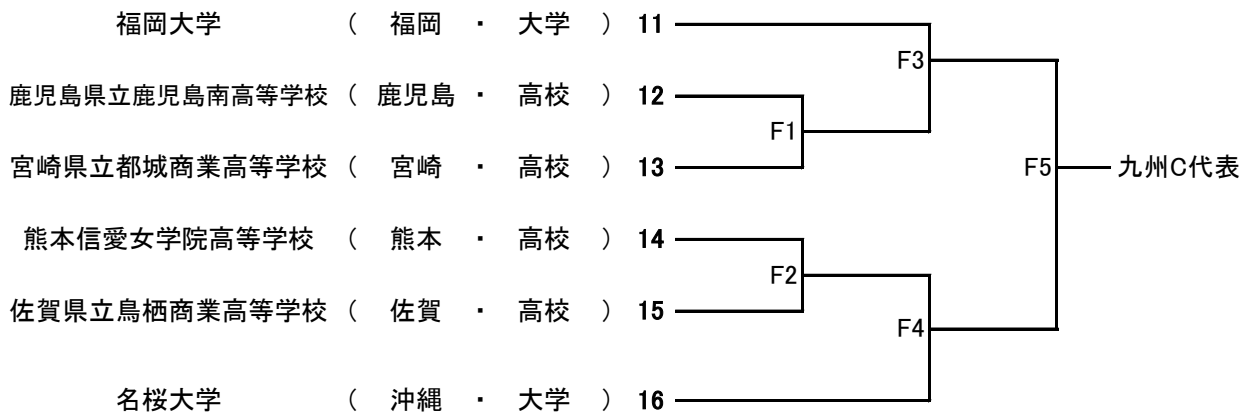 福岡大学 ( 福岡 ・ 大学 ) 11
F3
鹿児島県立鹿児島南高等学校 ( 鹿児島 ・ 高校 ) 12
F1
宮崎県立都城商業高等学校 ( 宮崎 ・ 高校 ) 13
F5 九州C代表
熊本信愛女学院高等学校 ( 熊本 ・ 高校 ) 14
F2
佐賀県立鳥栖商業高等学校 ( 佐賀 ・ 高校 ) 15
F4
名桜大学 ( 沖縄 ・ 大学 ) 16